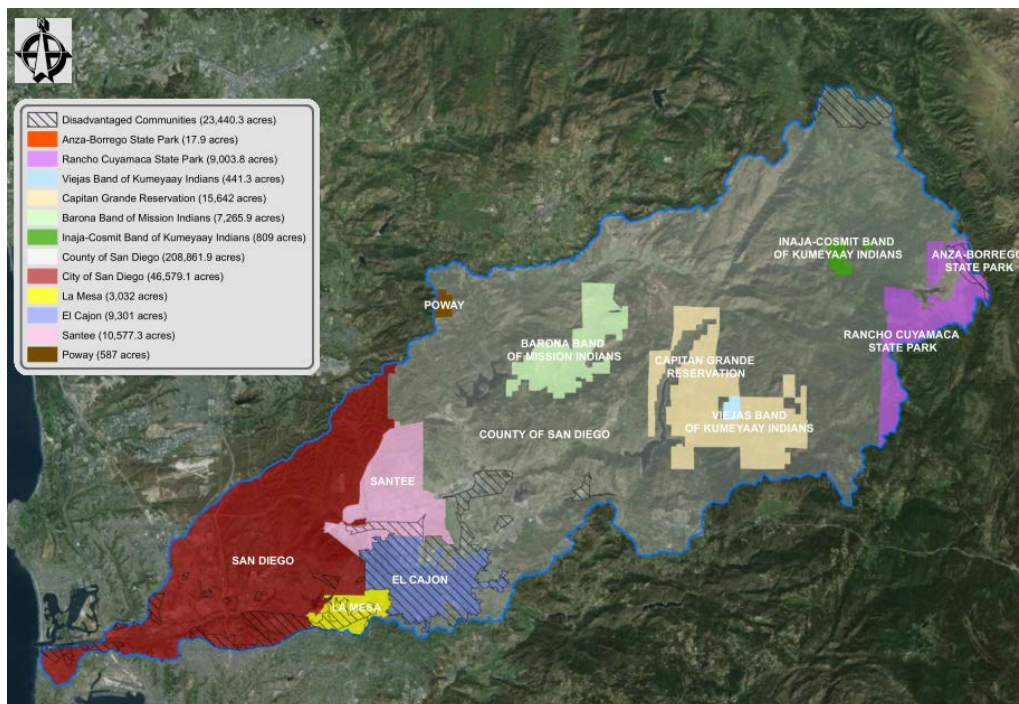 N
Disadvantaged Communities (23,440.3 acres)
Anza-Borrego State Park (17.9 acres)
Rancho Cuyamaca State Park (9,003.8 acres)
Viejas Band of Kumeyaay Indians (441.3 acres)
Capitan Grande Reservation (15,642 acres)
Barona Band of Mission Indians (7,265.9 acres)
Inaja-Cosmit Band of Kumeyaay Indians (809 acres)
County of San Diego (208,861.9 acres)
City of San Diego (46,579.1 acres)
La Mesa (3,032 acres)
El Cajon (9,301 acres)
Santee (10,577.3 acres)
Poway (587 acres)
INAJA-COSMIT BAND
OF KUMEYAAY INDIANS
ANZA-BORREGO
STATE PARK
POWAY
RANCHO CUYAMACA
STATE PARK
BARONA BAND
OF MISSION INDIANS
CAPITAN GRANDE
RESERVATION
VIEJAS BAND
OF KUMEYAAY INDIANS
COUNTY OF SAN DIEGO
SANTEE
SAN DIEGO
EL CAJON
LA MESA